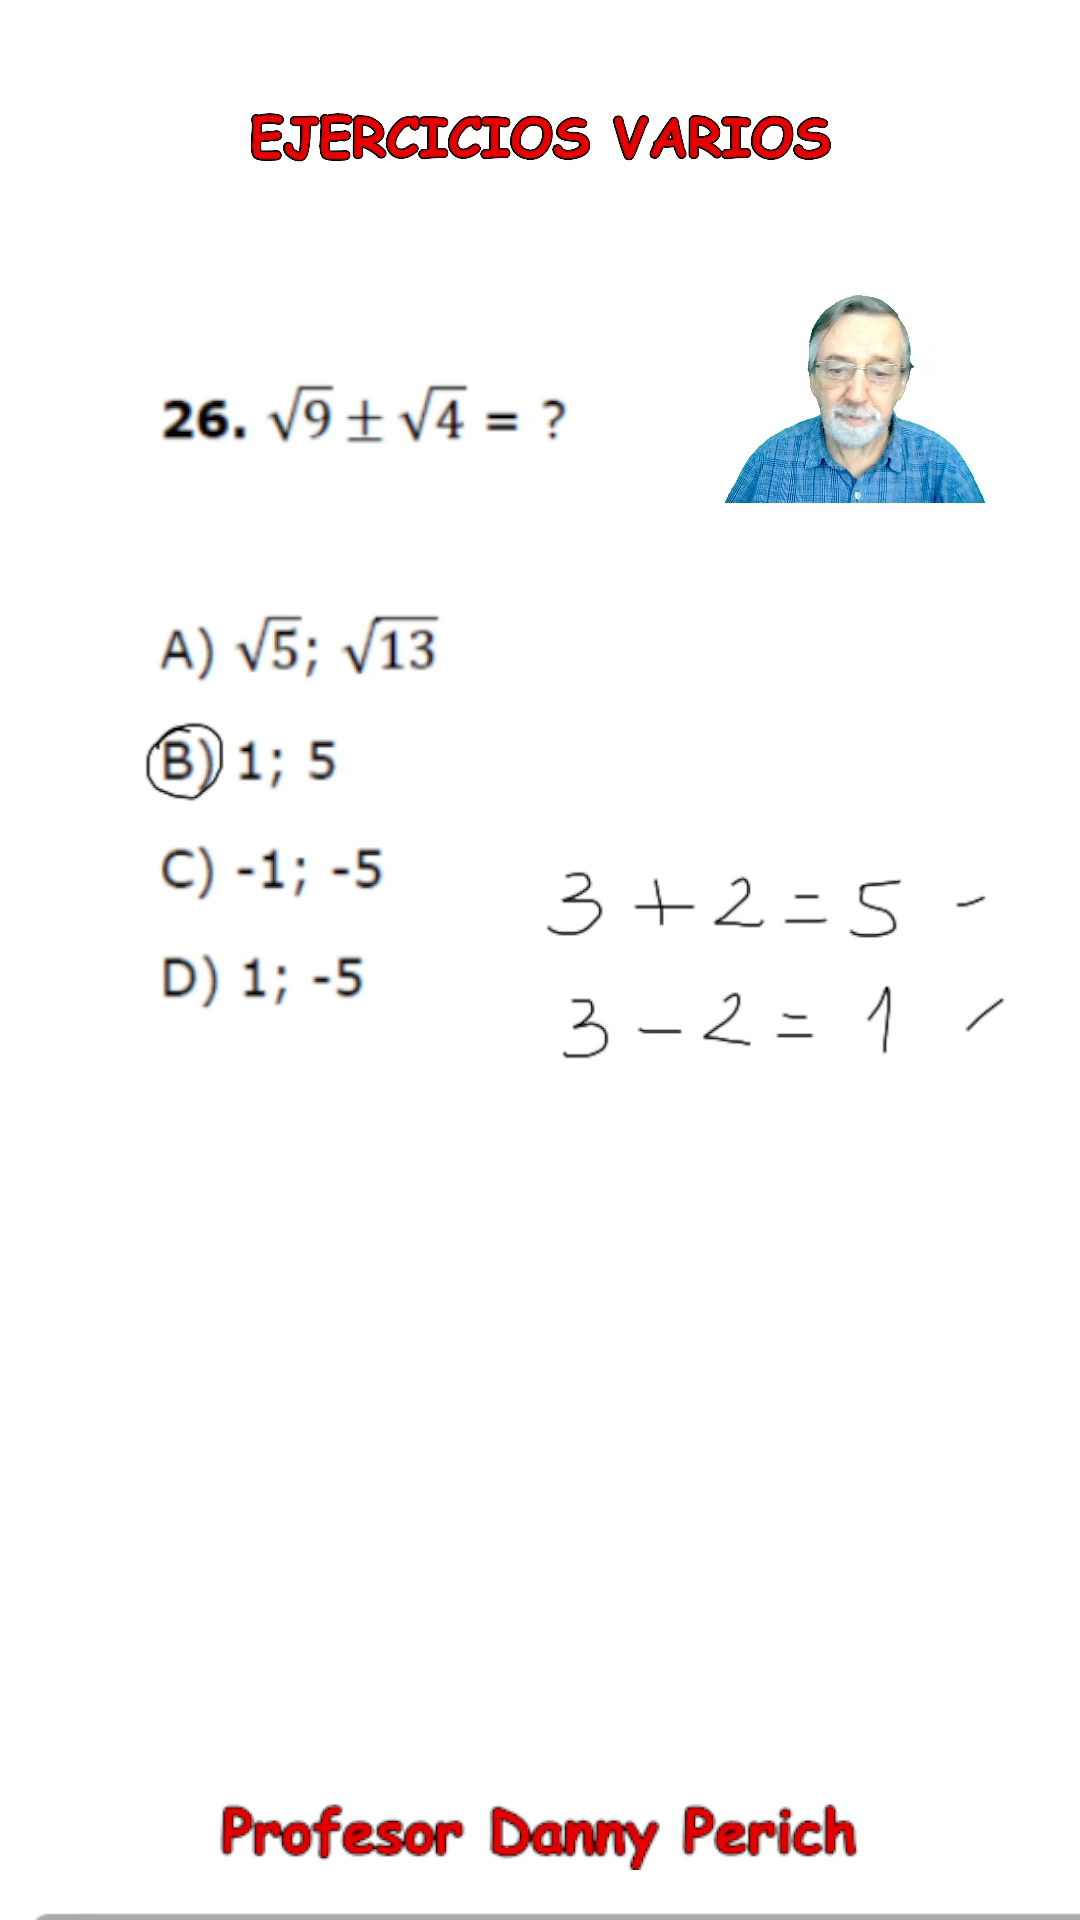 EJERCICIOS VARIOS
26. √9 ± √4 = ?
A) √5; √13
B) 1; 5
C) -1; -5
D) 1; -5
3 + 2 = 5 -
3 - 2 = 1
Profesor Danny Perich